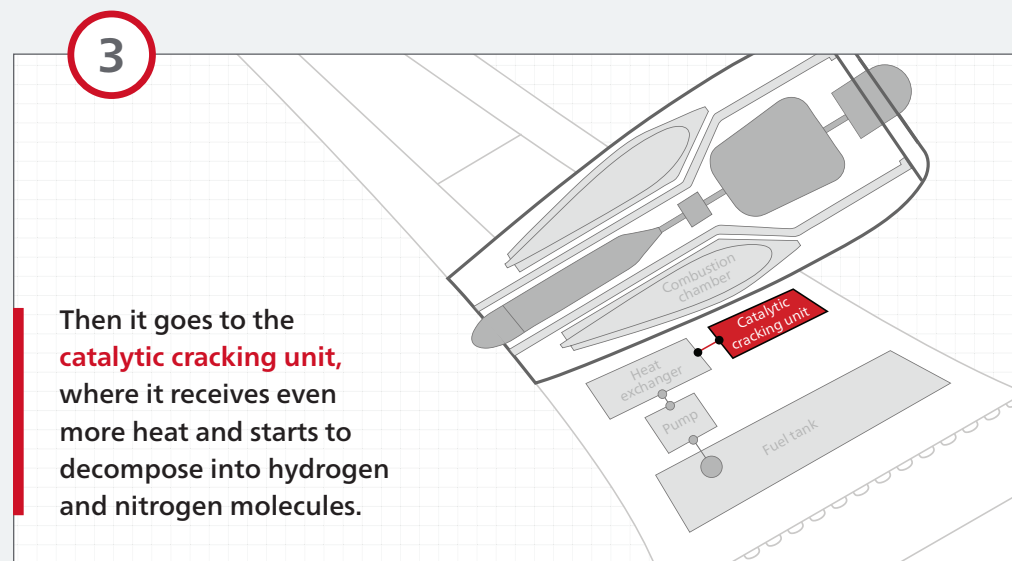 3
Then it goes to the
catalytic cracking unit,
where it receives even
more heat and starts to
decompose into hydrogen
and nitrogen molecules.
Combustion
chamber
Catalytic
cracking unit
Heat
exchanger
Pump
Fuel tank